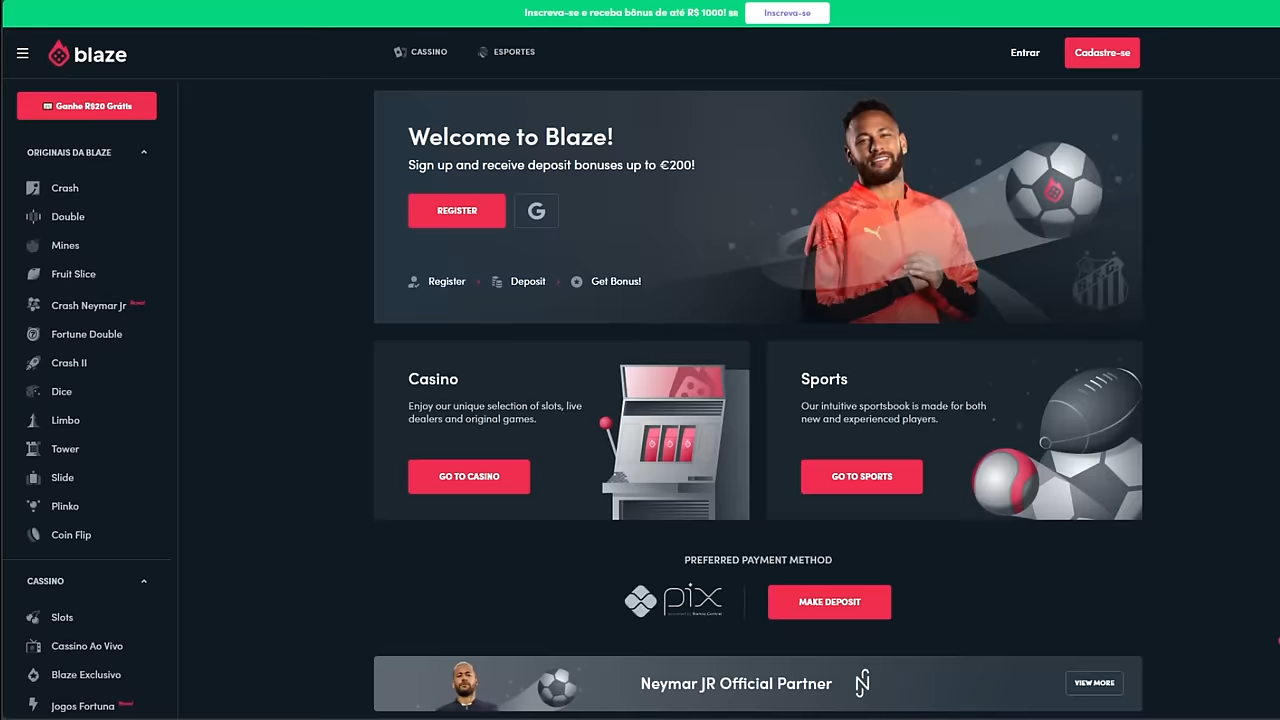 Inscreva-se e receba bônus de até R$ 1000! BR
Inscreva-se
blaze
CASSINO
ESPORTES
Entrar
Cadastre-se
Ganhe R$20 Grátis
ORIGINAIS DA BLAZE
Crash
Double
Mines
Fruit Slice
Crash Neymar Jr Novo!
Fortune Double
Crash II
Dice
Limbo
Tower
Slide
Plinko
Coin Flip
CASSINO
Slots
Cassino Ao Vivo
Blaze Exclusivo
Jogos Fortuna Novo!
Welcome to Blaze!
Sign up and receive deposit bonuses up to €200!
REGISTER
G
Register
Deposit
Get Bonus!
Casino
Enjoy our unique selection of slots, live
dealers and original games.
GO TO CASINO
Sports
Our intuitive sportsbook is made for both
new and experienced players.
GO TO SPORTS
PREFERRED PAYMENT METHOD
pix
MAKE DEPOSIT
Neymar JR Official Partner
VIEW MORE